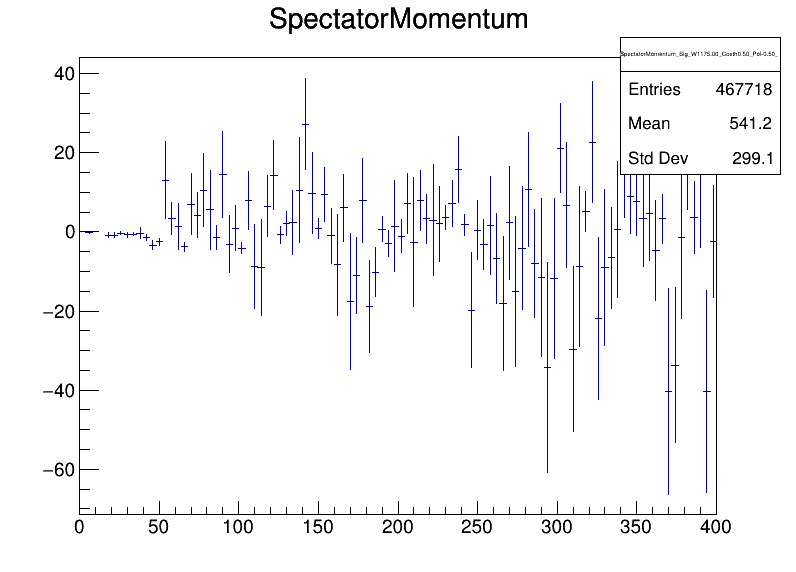 SpectatorMomentum
SpectatorMomentum_Sig_W1175.00_Costh0.50_Pol-0.50_
Entries 467718
Mean 541.2
Std Dev 299.1
40
20
0
−20
−40
−60
0 50 100 150 200 250 300 350 400